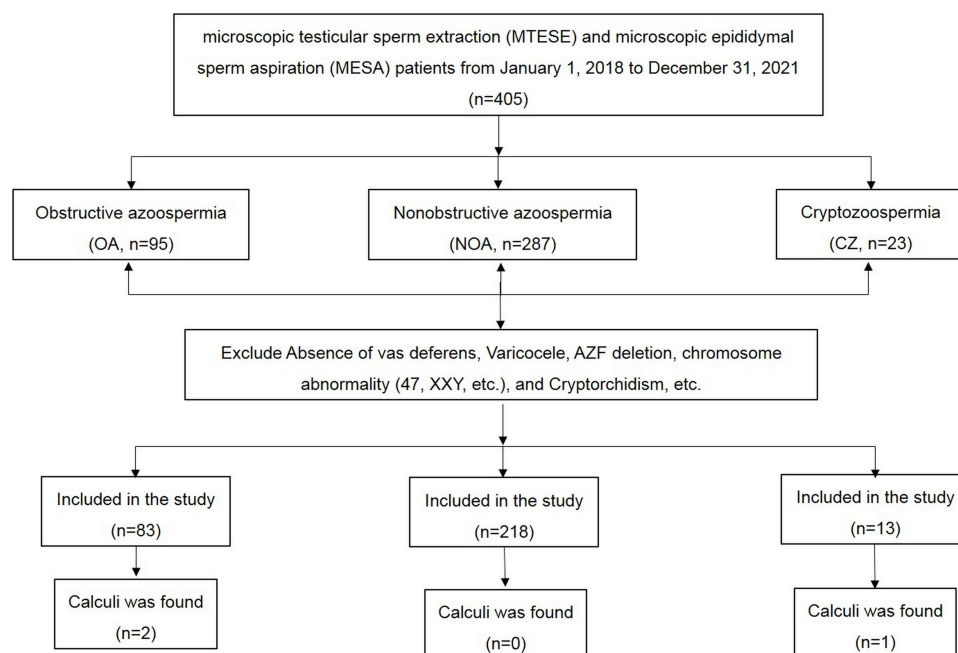 microscopic testicular sperm extraction (MTESE) and microscopic epididymal
sperm aspiration (MESA) patients from January 1, 2018 to December 31, 2021
(n=405)
Obstructive azoospermia
(OA, n=95)
Nonobstructive azoospermia
(NOA, n=287)
Cryptozoospermia
(CZ, n=23)
Exclude Absence of vas deferens, Varicocele, AZF deletion, chromosome
abnormality (47, XXY, etc.), and Cryptorchidism, etc.
Included in the study
(n=83)
Included in the study
(n=218)
Included in the study
(n=13)
Calculi was found
(n=2)
Calculi was found
(n=0)
Calculi was found
(n=1)